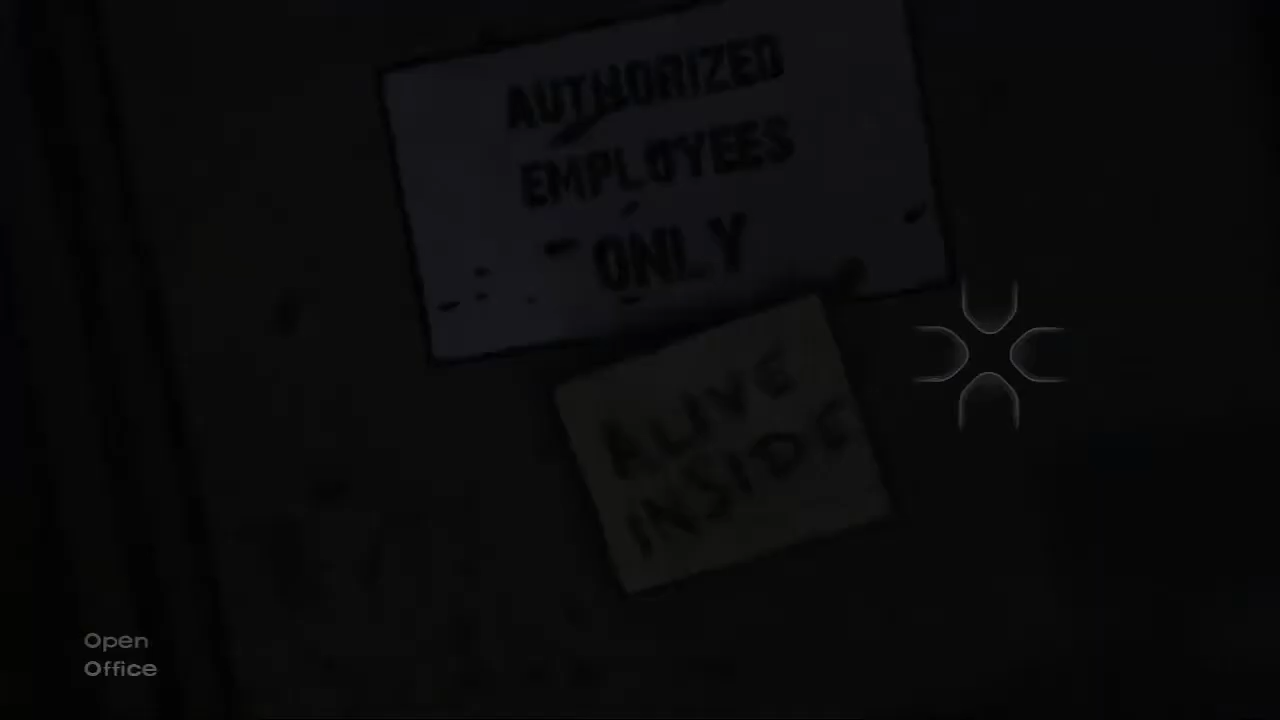 AUTHORIZED
EMPLOYEES
ONLY
ALIVE
INSIDE
Open
Office